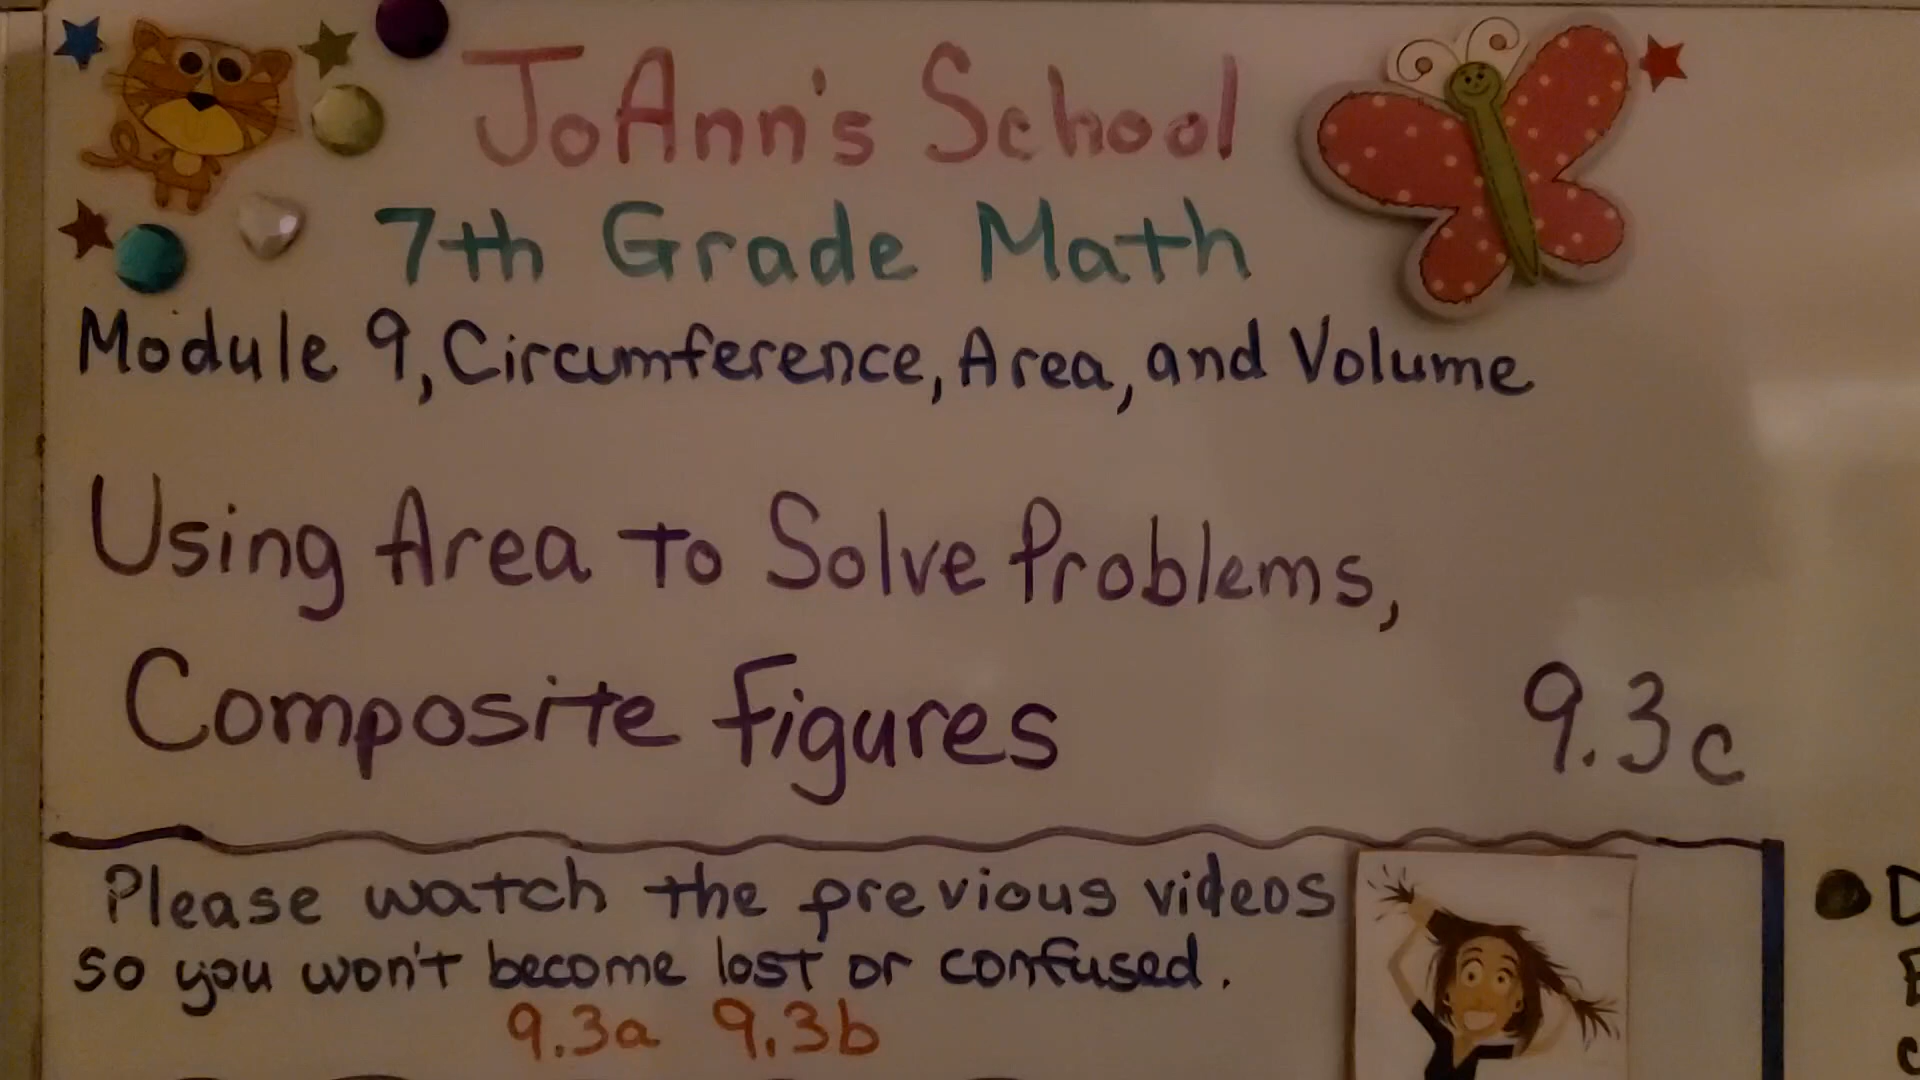 JoAnn's School
7th Grade Math
Module 9, Circumference, Area, and Volume
Using Area to Solve Problems,
Composite Figures
9.3c
Please watch the previous videos
so you won't become lost or confused.
9.3a 9.3b